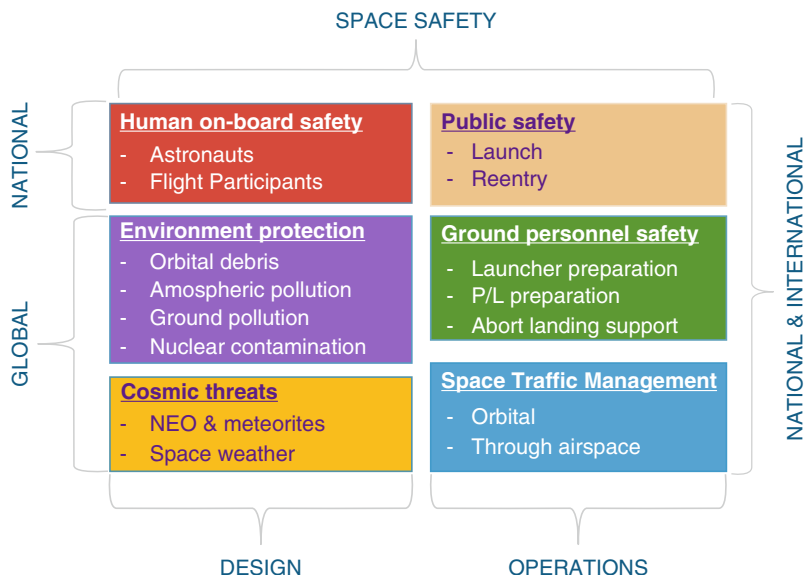 SPACE SAFETY
NATIONAL
Human on-board safety
- Astronauts
- Flight Participants
Public safety
- Launch
- Reentry
NATIONAL & INTERNATIONAL
GLOBAL
Environment protection
- Orbital debris
- Amospheric pollution
- Ground pollution
- Nuclear contamination
Ground personnel safety
- Launcher preparation
- P/L preparation
- Abort landing support
Cosmic threats
- NEO & meteorites
- Space weather
Space Traffic Management
- Orbital
- Through airspace
DESIGN
OPERATIONS